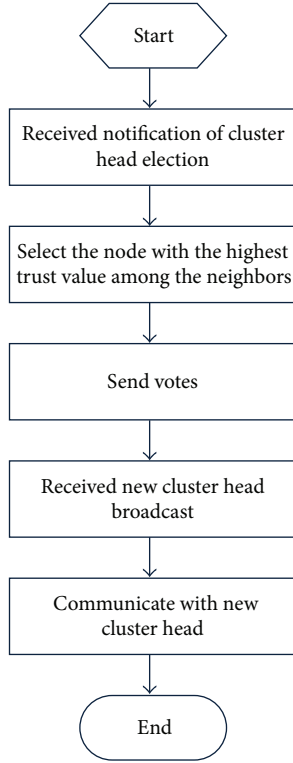 Start
Received notification of cluster
head election
Select the node with the highest
trust value among the neighbors
Send votes
Received new cluster head
broadcast
Communicate with new
cluster head
End